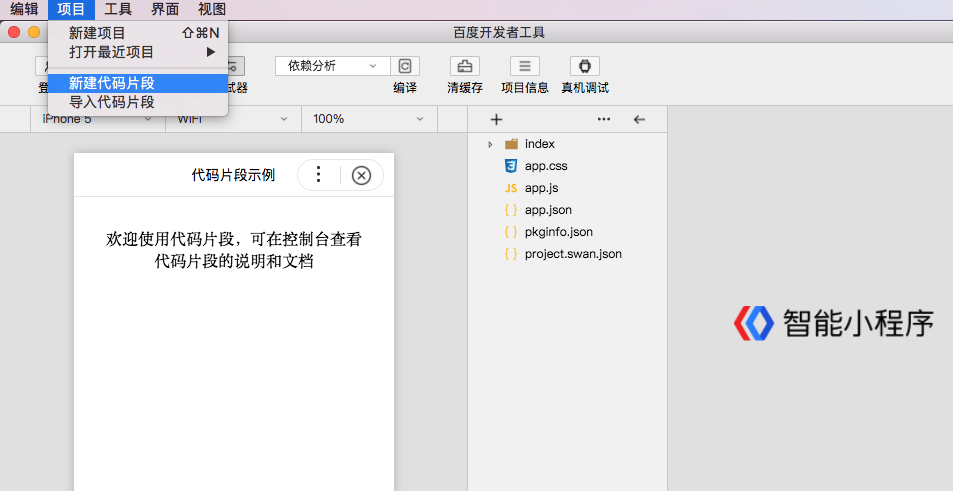 编辑 项目 工具 界面 视图
新建项目 ⇧⌘N
打开最近项目
新建代码片段
导入代码片段
百度开发者工具
依赖分析
编译 清缓存 项目信息 真机调试
iPhone 5 WIFI 100%
代码片段示例
欢迎使用代码片段，可在控制台查看
代码片段的说明和文档
index
app.css
JS app.js
{ } app.json
{ } pkginfo.json
{ } project.swan.json
智能小程序